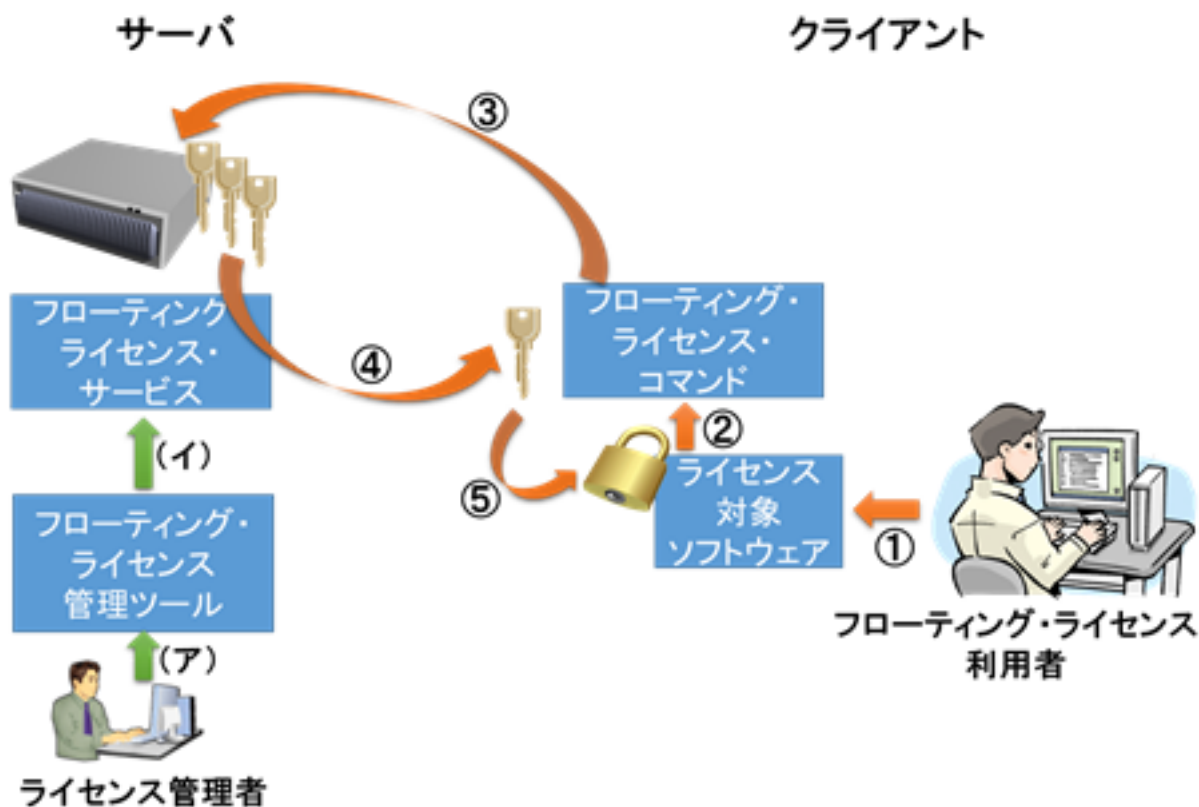 サーバ
クライアント
③
フローティング
ライセンス・
サービス
④
フローティング・
ライセンス・
コマンド
(イ)
②
フローティング・
ライセンス
管理ツール
⑤
ライセンス
対象
ソフトウェア
①
フローティング・ライセンス
利用者
(ア)
ライセンス管理者